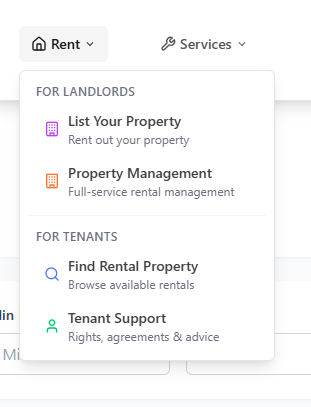 Rent
Services
FOR LANDLORDS
List Your Property
Rent out your property
Property Management
Full-service rental management
FOR TENANTS
Find Rental Property
Browse available rentals
Tenant Support
Rights, agreements & advice